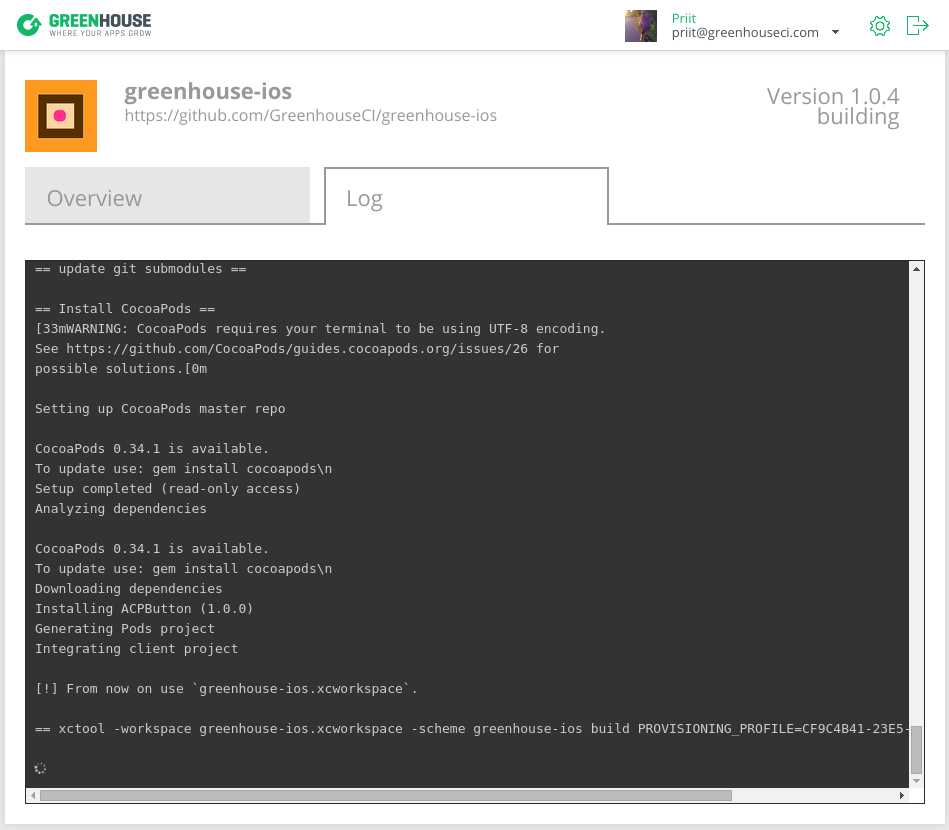 GREENHOUSE
WHERE YOUR APPS GROW
Priit
priit@greenhouseci.com
greenhouse-ios
https://github.com/GreenhouseCI/greenhouse-ios
Version 1.0.4
building
Overview
Log
== update git submodules ==
== Install CocoaPods ==
[33mWARNING: CocoaPods requires your terminal to be using UTF-8 encoding.
See https://github.com/CocoaPods/guides.cocoapods.org/issues/26 for
possible solutions.[0m
Setting up CocoaPods master repo
CocoaPods 0.34.1 is available.
To update use: gem install cocoapods\n
Setup completed (read-only access)
Analyzing dependencies
CocoaPods 0.34.1 is available.
To update use: gem install cocoapods\n
Downloading dependencies
Installing ACPButton (1.0.0)
Generating Pods project
Integrating client project
[!] From now on use `greenhouse-ios.xcworkspace`.
== xctool -workspace greenhouse-ios.xcworkspace -scheme greenhouse-ios build PROVISIONING_PROFILE=CF9C4B41-23E5-